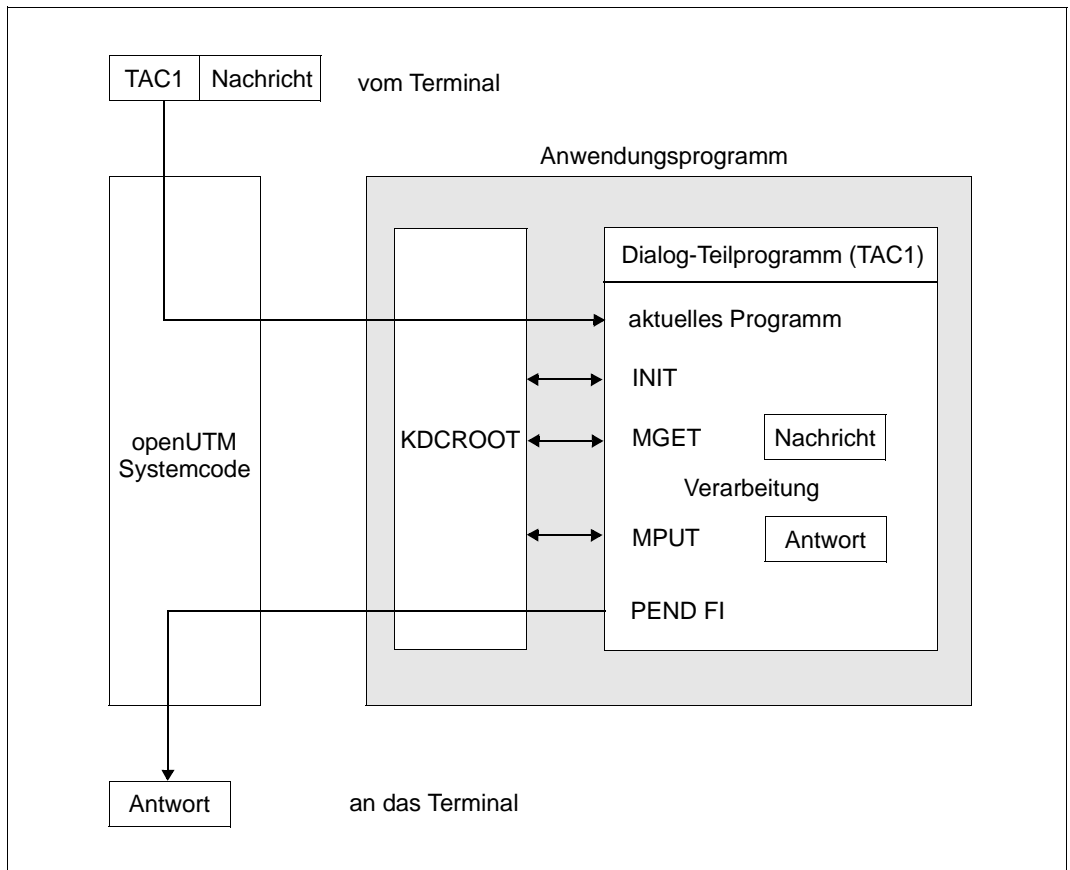 TAC1 Nachricht vom Terminal
Anwendungsprogramm
Dialog-Teilprogramm (TAC1)
aktuelles Programm
INIT
openUTM
Systemcode
KDCROOT
MGET Nachricht
Verarbeitung
MPUT Antwort
PEND FI
Antwort an das Terminal